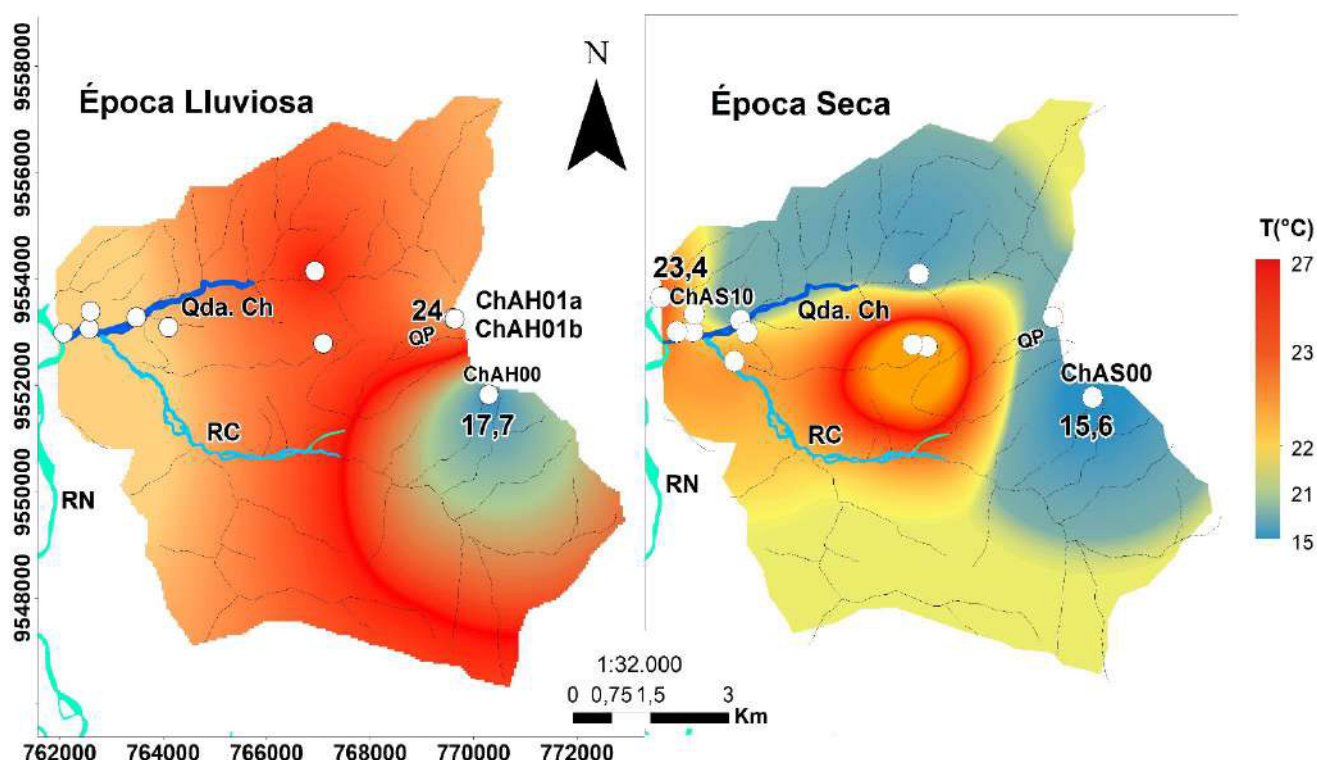 Época Lluviosa
N
Época Seca
9558000
9556000
9554000
9552000
9550000
9548000
Qda. Ch
24
ChAH01a
ChAH01b
QP
ChAH00
17,7
RC
RN
23,4
ChAS10
Qda. Ch
QP
ChAS00
15,6
RC
RN
T(°C)
27
23
22
21
15
1:32.000
0 0,75 1,5 3
Km
762000 764000 766000 768000 770000 772000